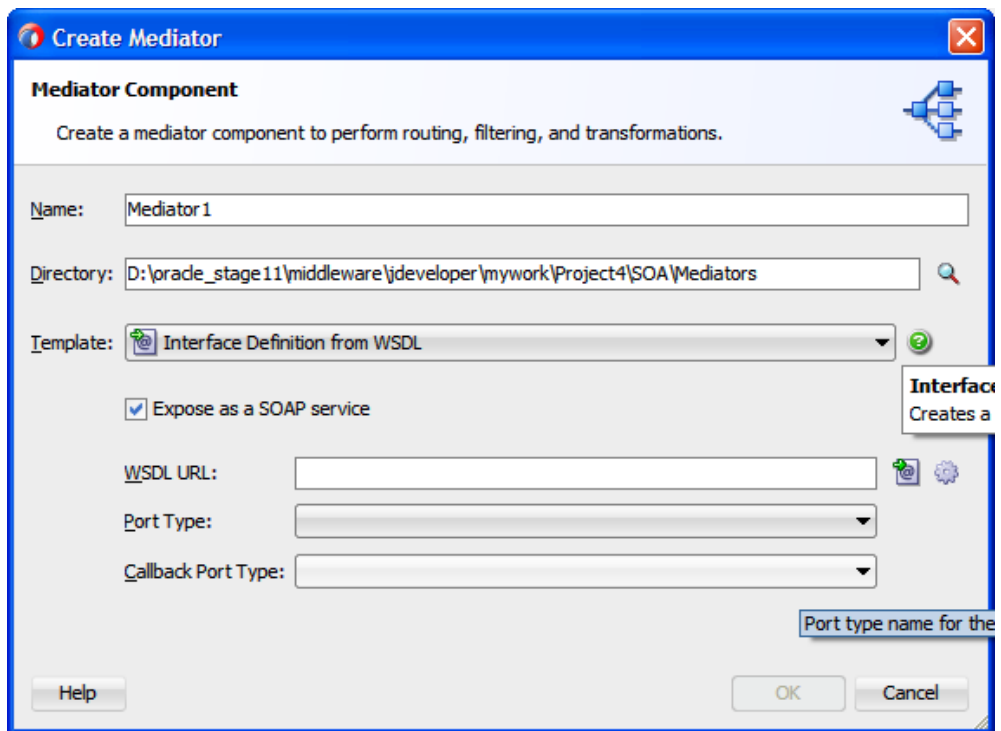 Create Mediator
Mediator Component
Create a mediator component to perform routing, filtering, and transformations.
Name: Mediator1
Directory: D:\oracle_stage11\middleware\jdeveloper\mywork\Project4\SOA\Mediators
Template: Interface Definition from WSDL
Interface
Creates a
Expose as a SOAP service
WSDL URL:
Port Type:
Callback Port Type:
Port type name for the
Help OK Cancel